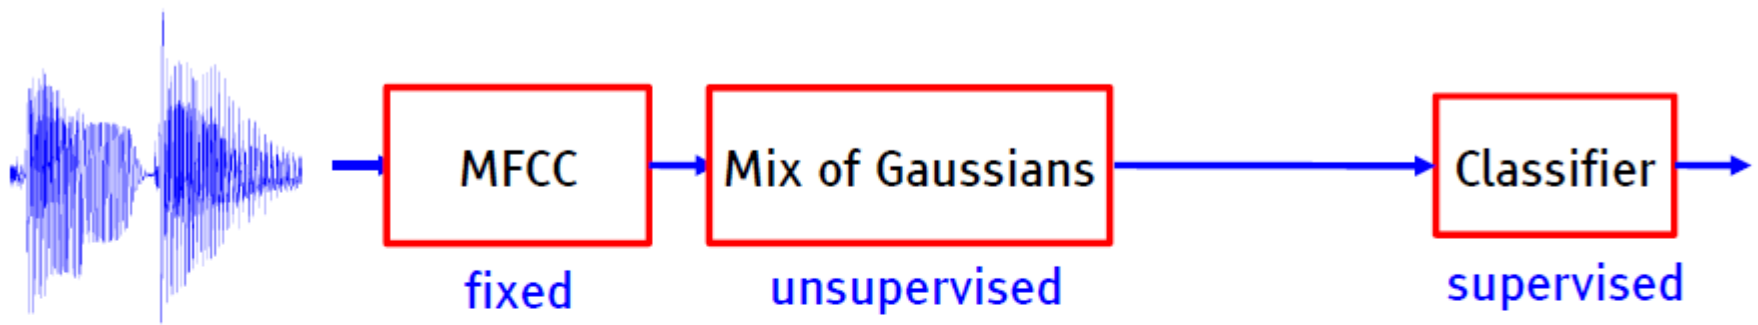 MFCC
Mix of Gaussians
Classifier
fixed
unsupervised
supervised